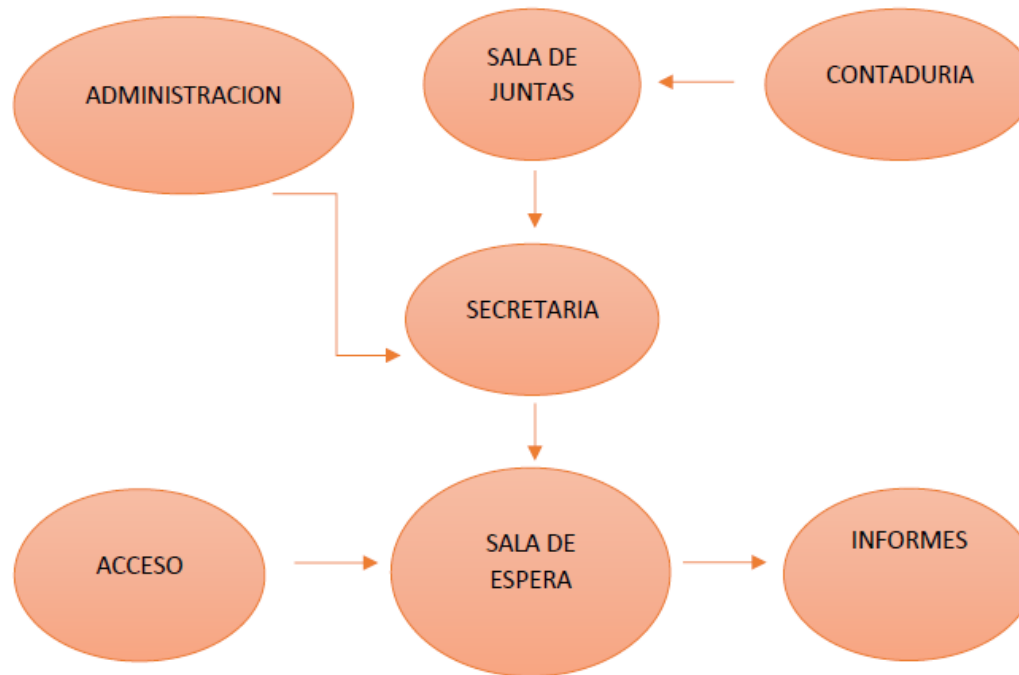 ADMINISTRACION
SALA DE
JUNTAS
CONTADURIA
SECRETARIA
ACCESO
SALA DE
ESPERA
INFORMES